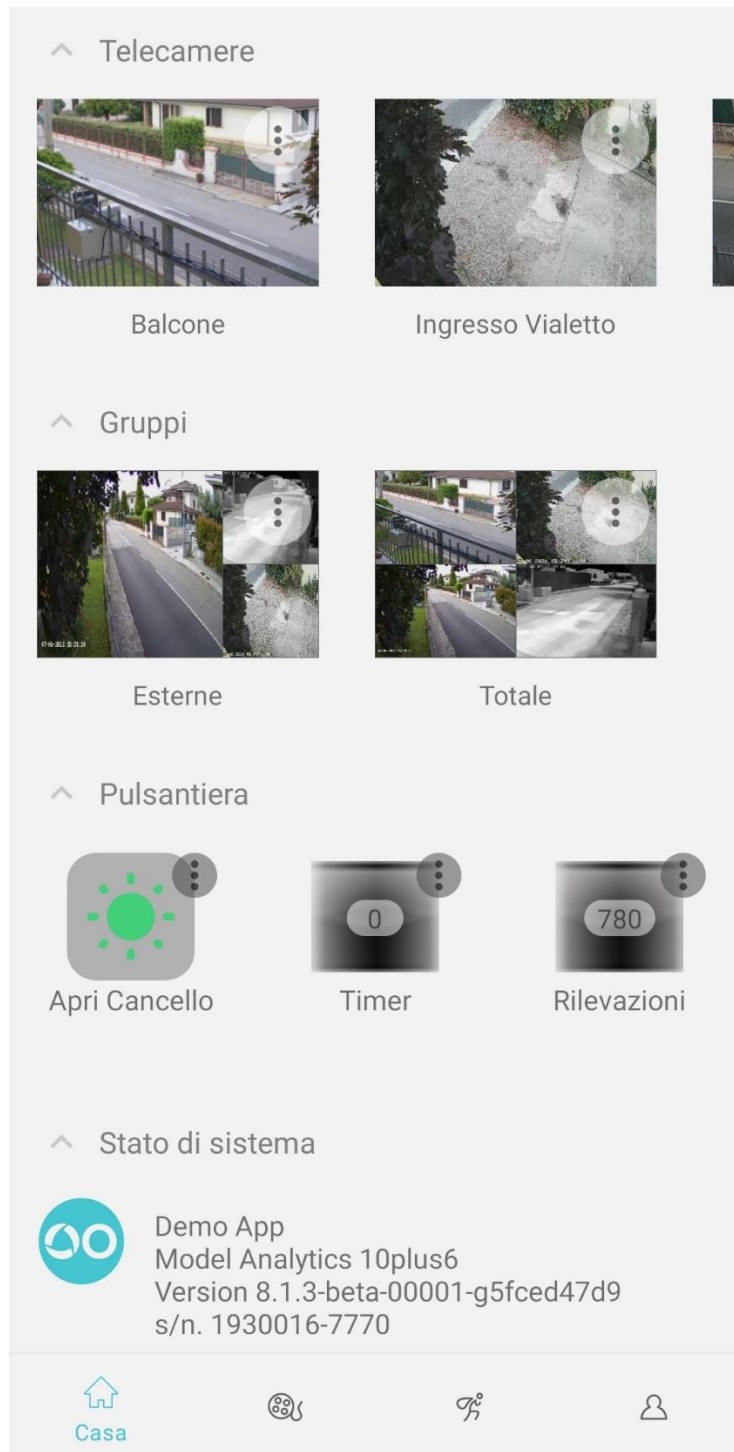 Telecamere
Balcone
Ingresso Vialetto
Gruppi
Esterne
Totale
Pulsantiera
0
780
Apri Cancello
Timer
Rilevazioni
Stato di sistema
Demo App
Model Analytics 10plus6
Version 8.1.3-beta-00001-g5fced47d9
s/n. 1930016-7770
Casa